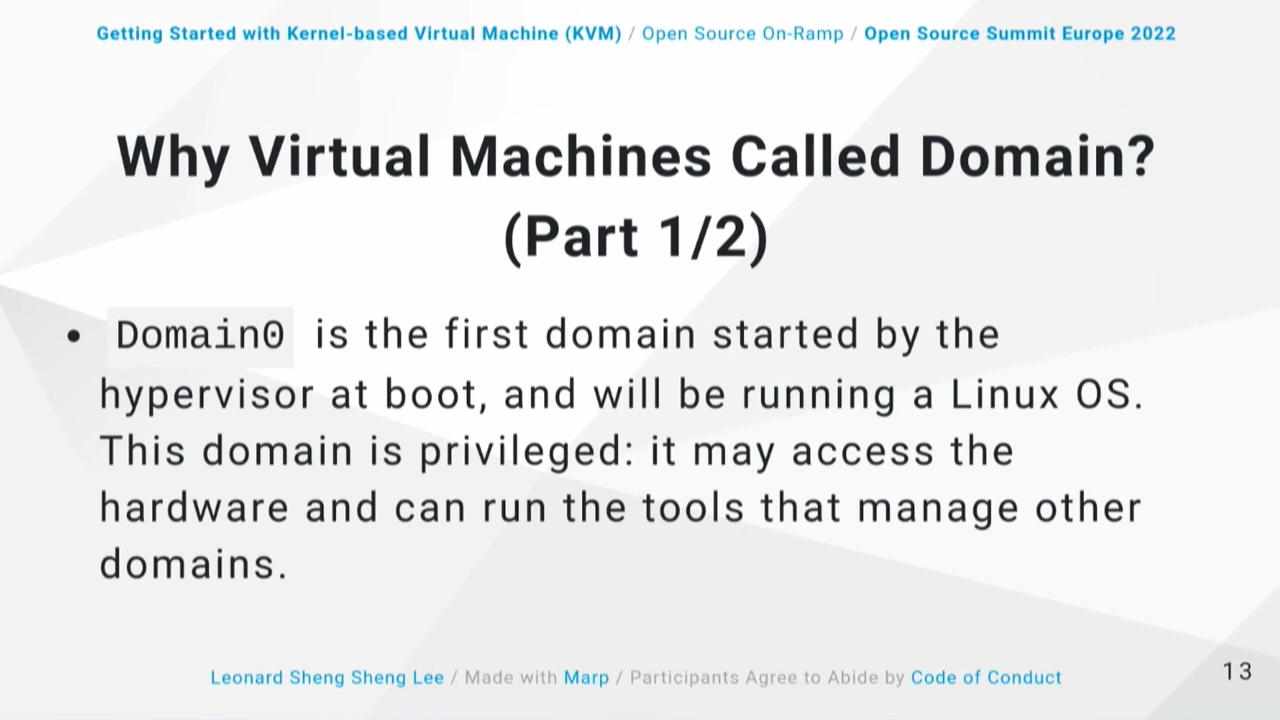 Getting Started with Kernel-based Virtual Machine (KVM) / Open Source On-Ramp / Open Source Summit Europe 2022
Why Virtual Machines Called Domain?
(Part 1/2)
• Domain0 is the first domain started by the
hypervisor at boot, and will be running a Linux OS.
This domain is privileged: it may access the
hardware and can run the tools that manage other
domains.
Leonard Sheng Sheng Lee / Made with Marp / Participants Agree to Abide by Code of Conduct
13